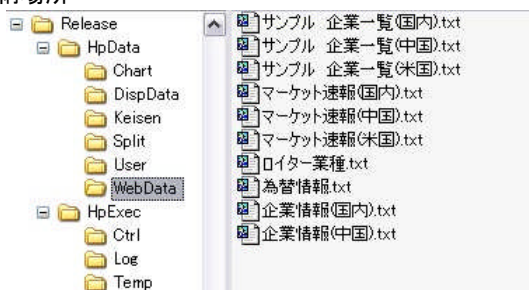 Release
HpData
Chart
DispData
Keisen
Split
User
WebData
HpExec
Ctrl
Log
Temp
サンプル 企業一覧(国内).txt
サンプル 企業一覧(中国).txt
サンプル 企業一覧(米国).txt
マーケット速報(国内).txt
マーケット速報(中国).txt
マーケット速報(米国).txt
ロイター業種.txt
為替情報.txt
企業情報(国内).txt
企業情報(中国).txt